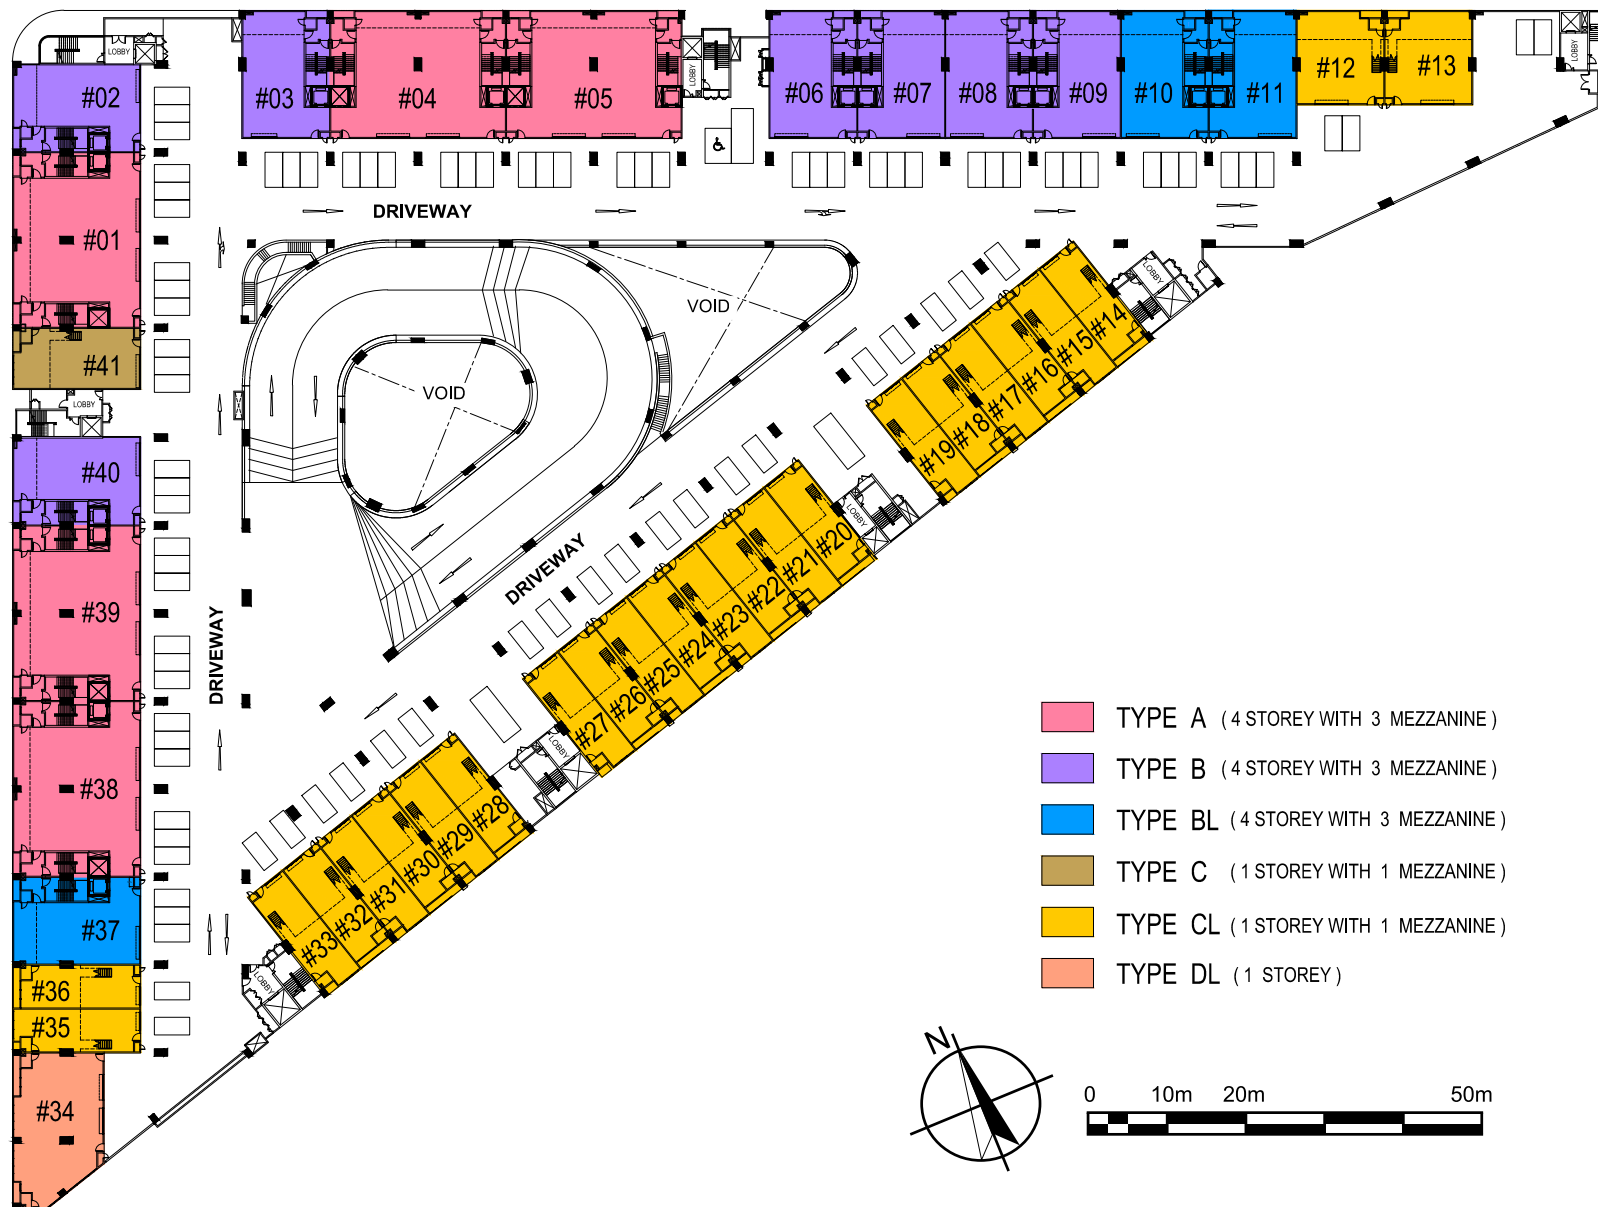 LOBBY
#02
#03
#04
#05
LOBBY
#06
#07
#08
#09
#10
#11
#12
#13
LOBBY
#01
DRIVEWAY
VOID
LOBBY
#14
#15
#16
#17
#18
#19
#41
LOBBY
VOID
#40
LOBBY
#20
#21
#22
#23
#24
#25
#26
#27
DRIVEWAY
#39
DRIVEWAY
LOBBY
#38
#28
#29
#30
#31
#32
#33
#37
LOBBY
#36
#35
#34
TYPE A ( 4 STOREY WITH 3 MEZZANINE )
TYPE B ( 4 STOREY WITH 3 MEZZANINE )
TYPE BL ( 4 STOREY WITH 3 MEZZANINE )
TYPE C ( 1 STOREY WITH 1 MEZZANINE )
TYPE CL ( 1 STOREY WITH 1 MEZZANINE )
TYPE DL ( 1 STOREY )
N
0 10m 20m 50m